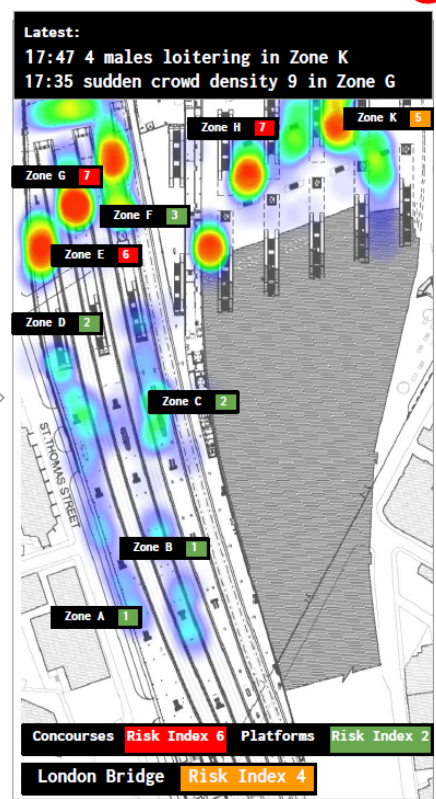 Latest:
17:47 4 males loitering in Zone K
17:35 sudden crowd density 9 in Zone G
Zone K 5
Zone H 7
Zone G 7
Zone F 3
Zone E 6
Zone D 2
Zone C 2
ST.THOMAS STREET
Zone B 1
Zone A 1
Concourses Risk Index 6 Platforms Risk Index 2
London Bridge Risk Index 4